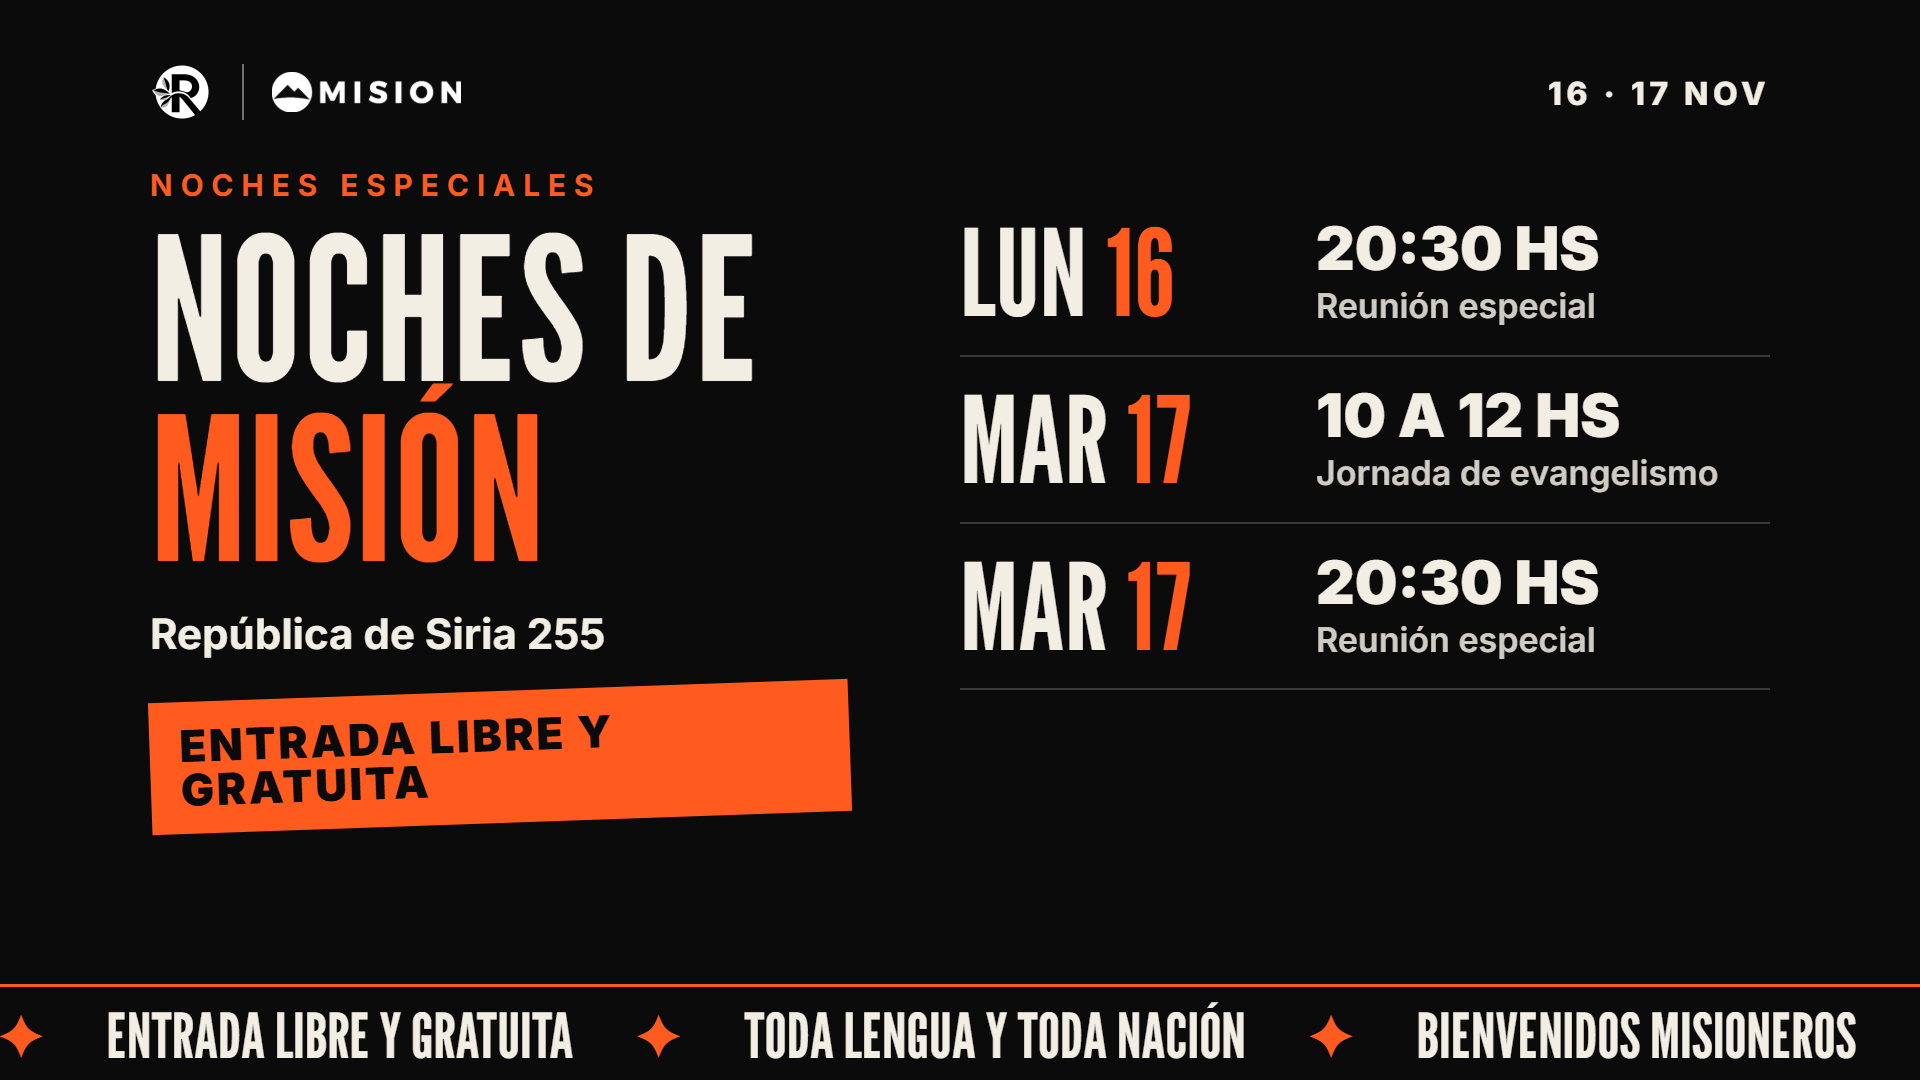 R MISION
16 · 17 NOV
NOCHES ESPECIALES
NOCHES DE
MISIÓN
República de Siria 255
ENTRADA LIBRE Y
GRATUITA
LUN 16
20:30 HS
Reunión especial
MAR 17
10 A 12 HS
Jornada de evangelismo
MAR 17
20:30 HS
Reunión especial
ENTRADA LIBRE Y GRATUITA ✦ TODA LENGUA Y TODA NACIÓN ✦ BIENVENIDOS MISIONEROS